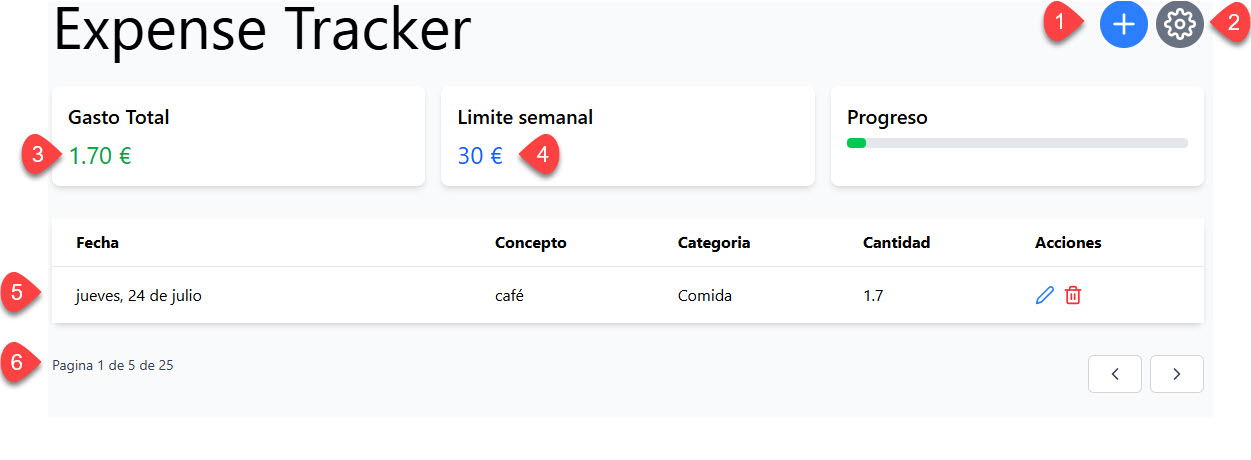 Expense Tracker
1
2
Gasto Total
Limite semanal
Progreso
3
1.70 €
30 €
4
Fecha Concepto Categoria Cantidad Acciones
5
jueves, 24 de julio café Comida 1.7
6
Pagina 1 de 5 de 25